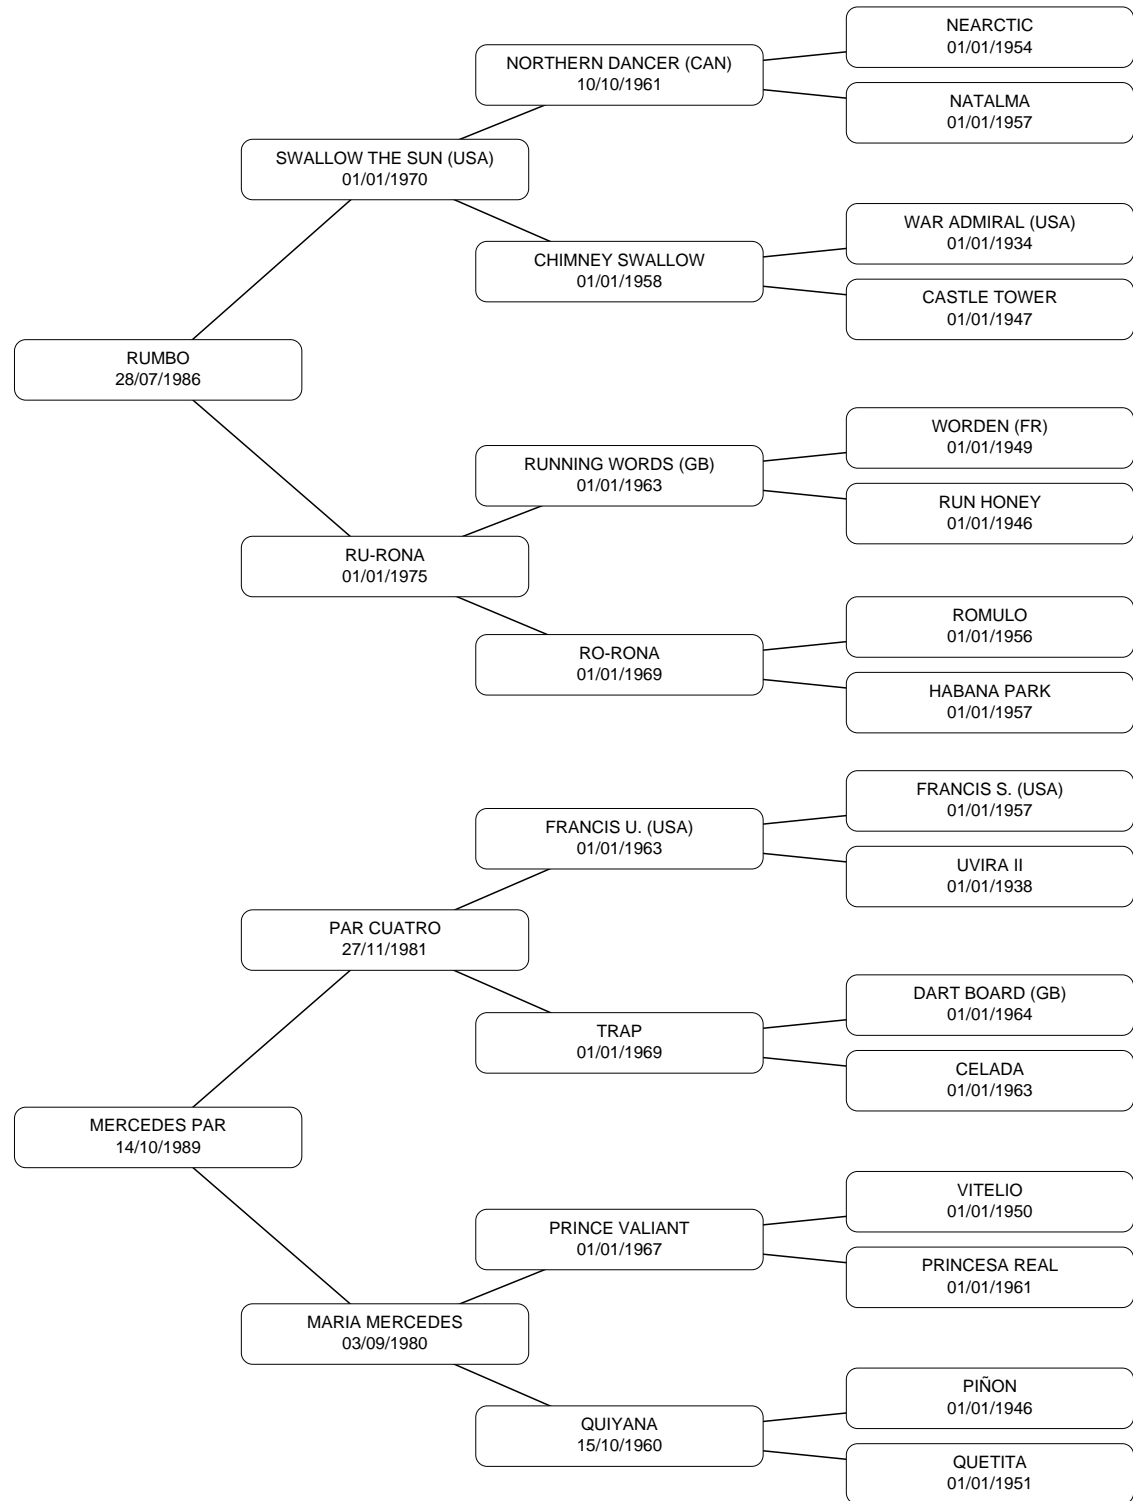 NEARCTIC
01/01/1954
NORTHERN DANCER (CAN)
10/10/1961
NATALMA
01/01/1957
SWALLOW THE SUN (USA)
01/01/1970
WAR ADMIRAL (USA)
01/01/1934
CHIMNEY SWALLOW
01/01/1958
CASTLE TOWER
01/01/1947
RUMBO
28/07/1986
WORDEN (FR)
01/01/1949
RUNNING WORDS (GB)
01/01/1963
RUN HONEY
01/01/1946
RU-RONA
01/01/1975
ROMULO
01/01/1956
RO-RONA
01/01/1969
HABANA PARK
01/01/1957
FRANCIS S. (USA)
01/01/1957
FRANCIS U. (USA)
01/01/1963
UVIRA II
01/01/1938
PAR CUATRO
27/11/1981
DART BOARD (GB)
01/01/1964
TRAP
01/01/1969
CELADA
01/01/1963
MERCEDES PAR
14/10/1989
VITELIO
01/01/1950
PRINCE VALIANT
01/01/1967
PRINCESA REAL
01/01/1961
MARIA MERCEDES
03/09/1980
PIÑON
01/01/1946
QUIYANA
15/10/1960
QUETITA
01/01/1951